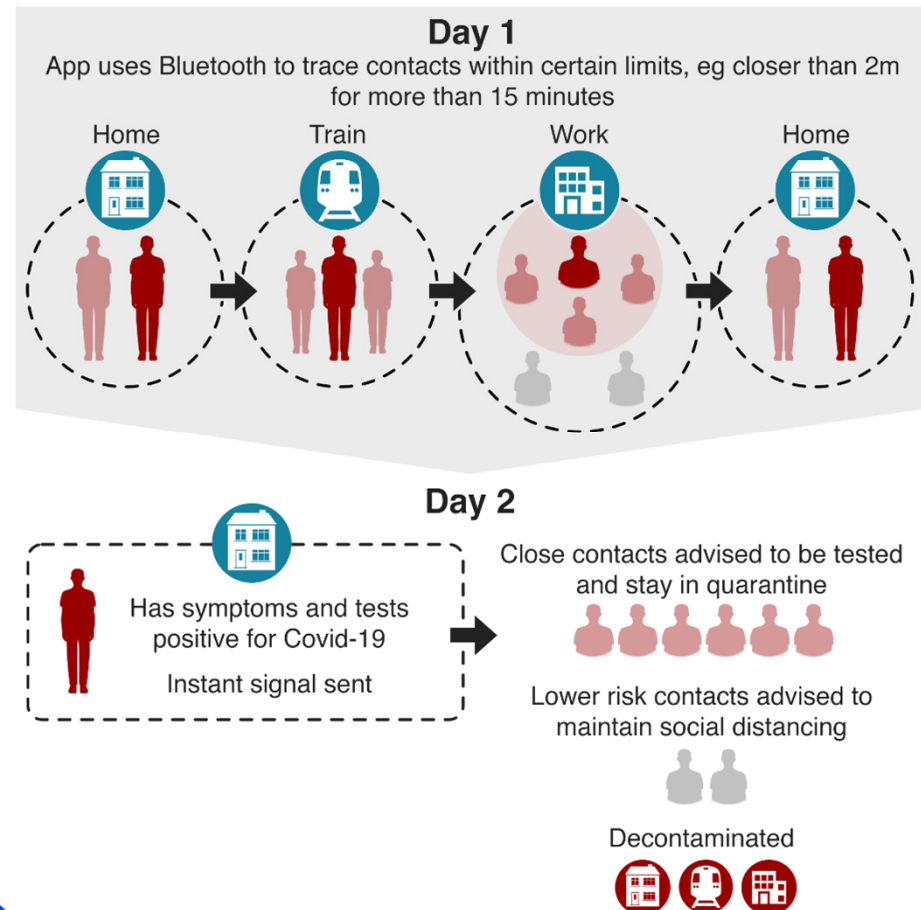 Day 1
App uses Bluetooth to trace contacts within certain limits, eg closer than 2m
for more than 15 minutes
Home
Train
Work
Home
Day 2
Has symptoms and tests
positive for Covid-19
Instant signal sent
Close contacts advised to be tested
and stay in quarantine
Lower risk contacts advised to
maintain social distancing
Decontaminated